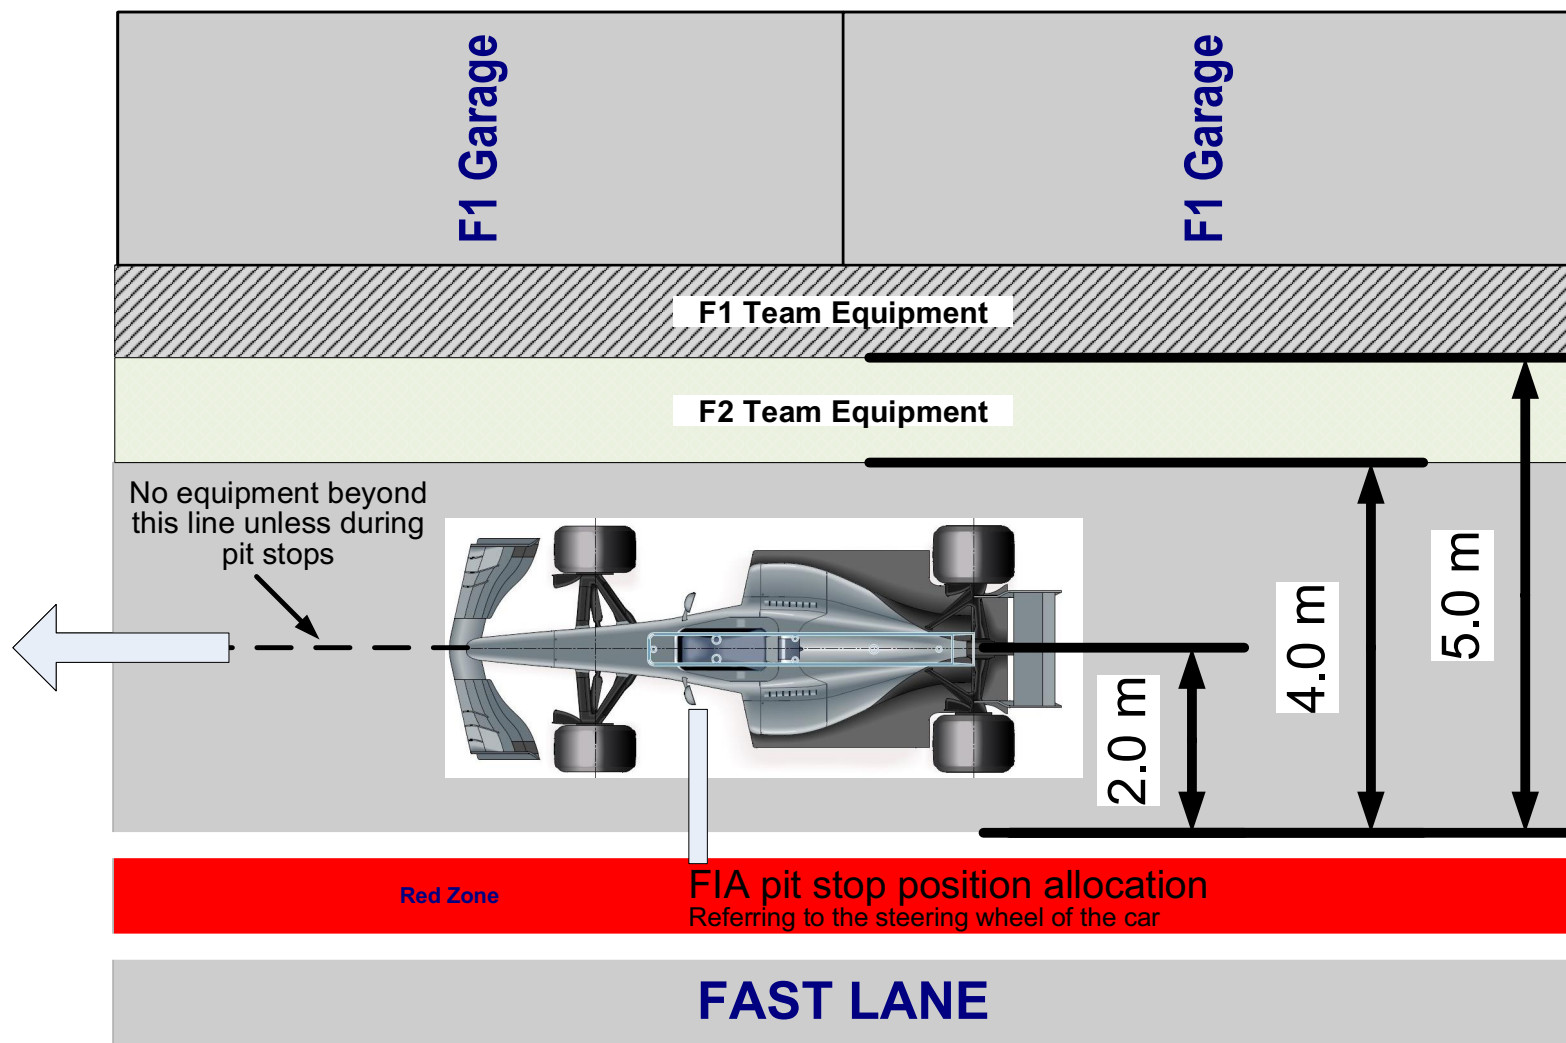 F1 Garage
F1 Garage
F1 Team Equipment
F2 Team Equipment
No equipment beyond
this line unless during
pit stops
5.0 m
4.0 m
2.0 m
Red Zone
FIA pit stop position allocation
Referring to the steering wheel of the car
FAST LANE